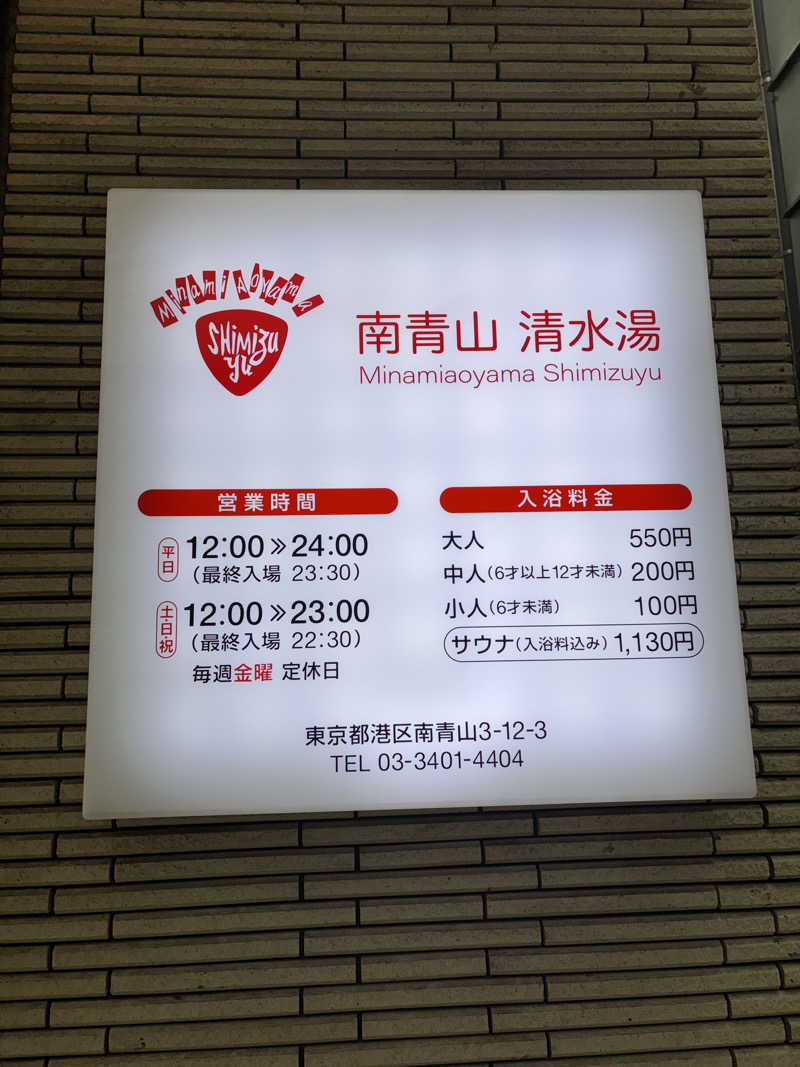 MinamiAOYama
SHimizu
yu
南青山 清水湯
Minamiaoyama Shimizuyu
営業時間
平日 12:00 » 24:00
(最終入場 23:30)
土・日・祝 12:00 » 23:00
(最終入場 22:30)
毎週金曜 定休日
入浴料金
大人 550円
中人(6才以上12才未満) 200円
小人(6才未満) 100円
サウナ(入浴料込み) 1,130円
東京都港区南青山3-12-3
TEL 03-3401-4404